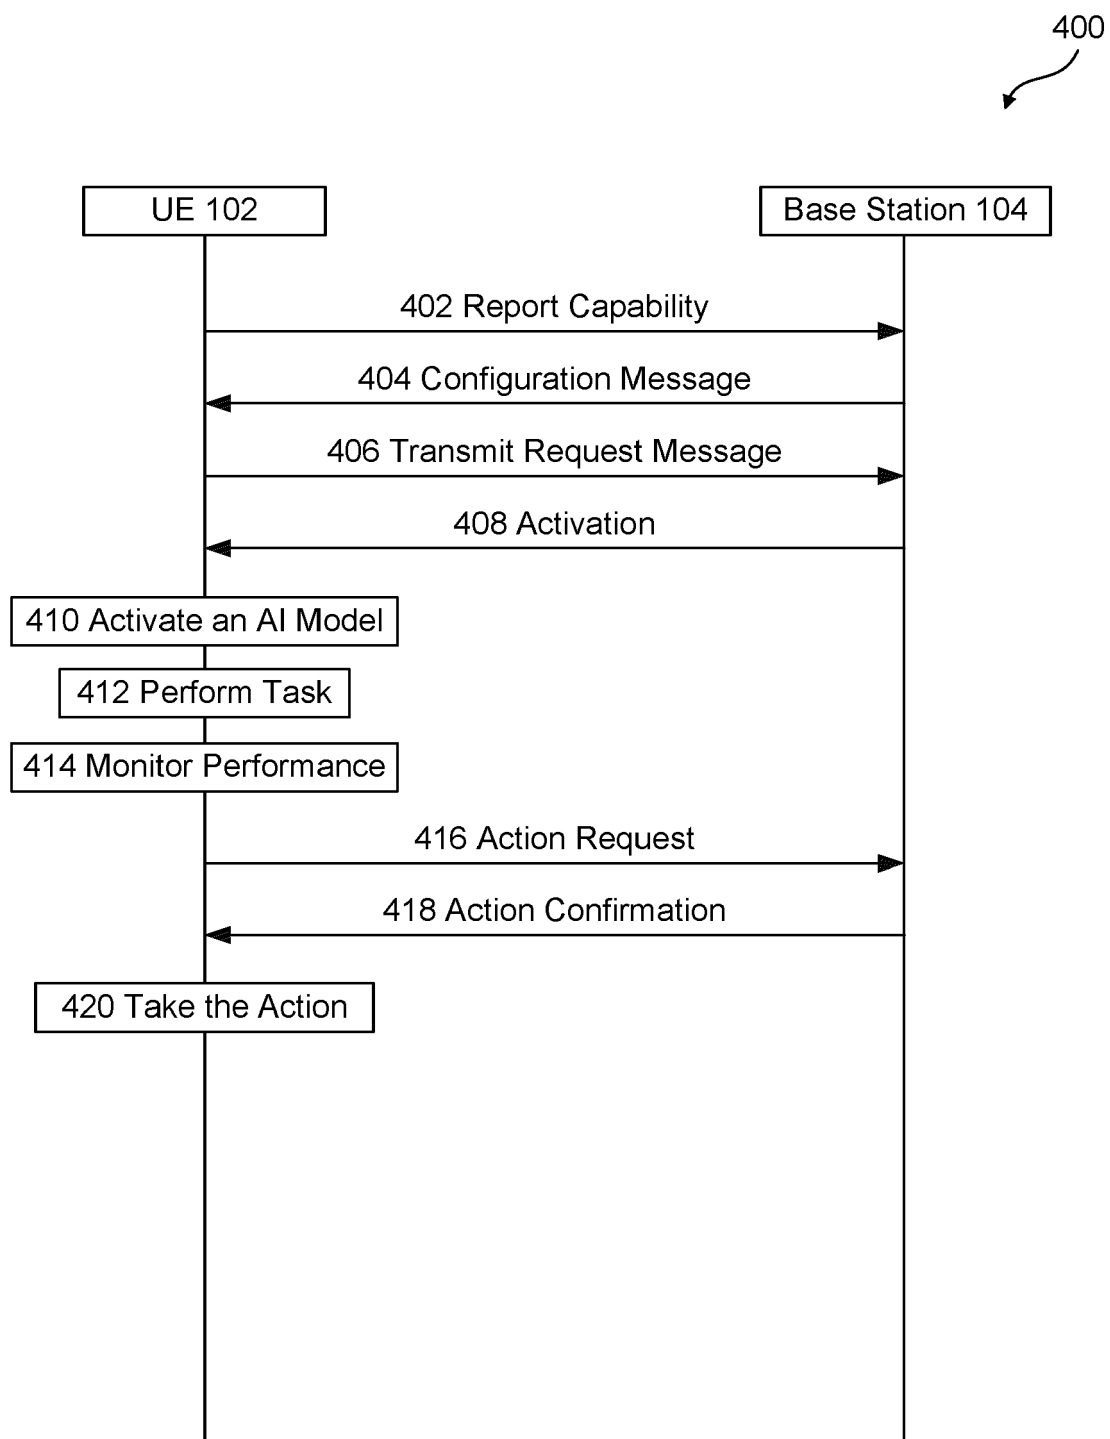 400
UE 102
Base Station 104
402 Report Capability
404 Configuration Message
406 Transmit Request Message
408 Activation
410 Activate an AI Model
412 Perform Task
414 Monitor Performance
416 Action Request
418 Action Confirmation
420 Take the Action